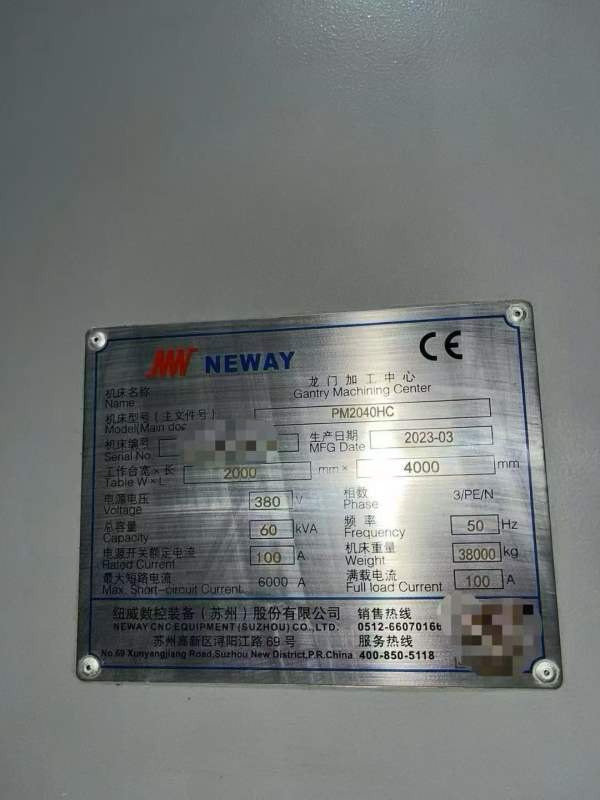 NEWAY CE
机床名称 龙门加工中心
Name Gantry Machining Center
机床型号(主文件号) PM2040HC
Model(Main doc
机床编号 生产日期 2023-03
Serial No. MFG Date
工作台宽×长 2000 mm× 4000 mm
Table W×L
电源电压 380 V 相数 3/PE/N
Voltage Phase
总容量 60 kVA 频率 50 Hz
Capacity Frequency
电源开关额定电流 100 A 机床重量 38000 kg
Rated Current Weight
最大短路电流 6000 A 满载电流 100 A
Max. Short-circuit Current Full load Current
纽威数控装备(苏州)股份有限公司 销售热线
NEWAY CNC EQUIPMENT (SUZHOU) CO., LTD. 0512-6607016
苏州高新区浔阳江路69号 服务热线
No.69 Xunyangjiang Road,Suzhou New District,P.R.China 400-850-5118